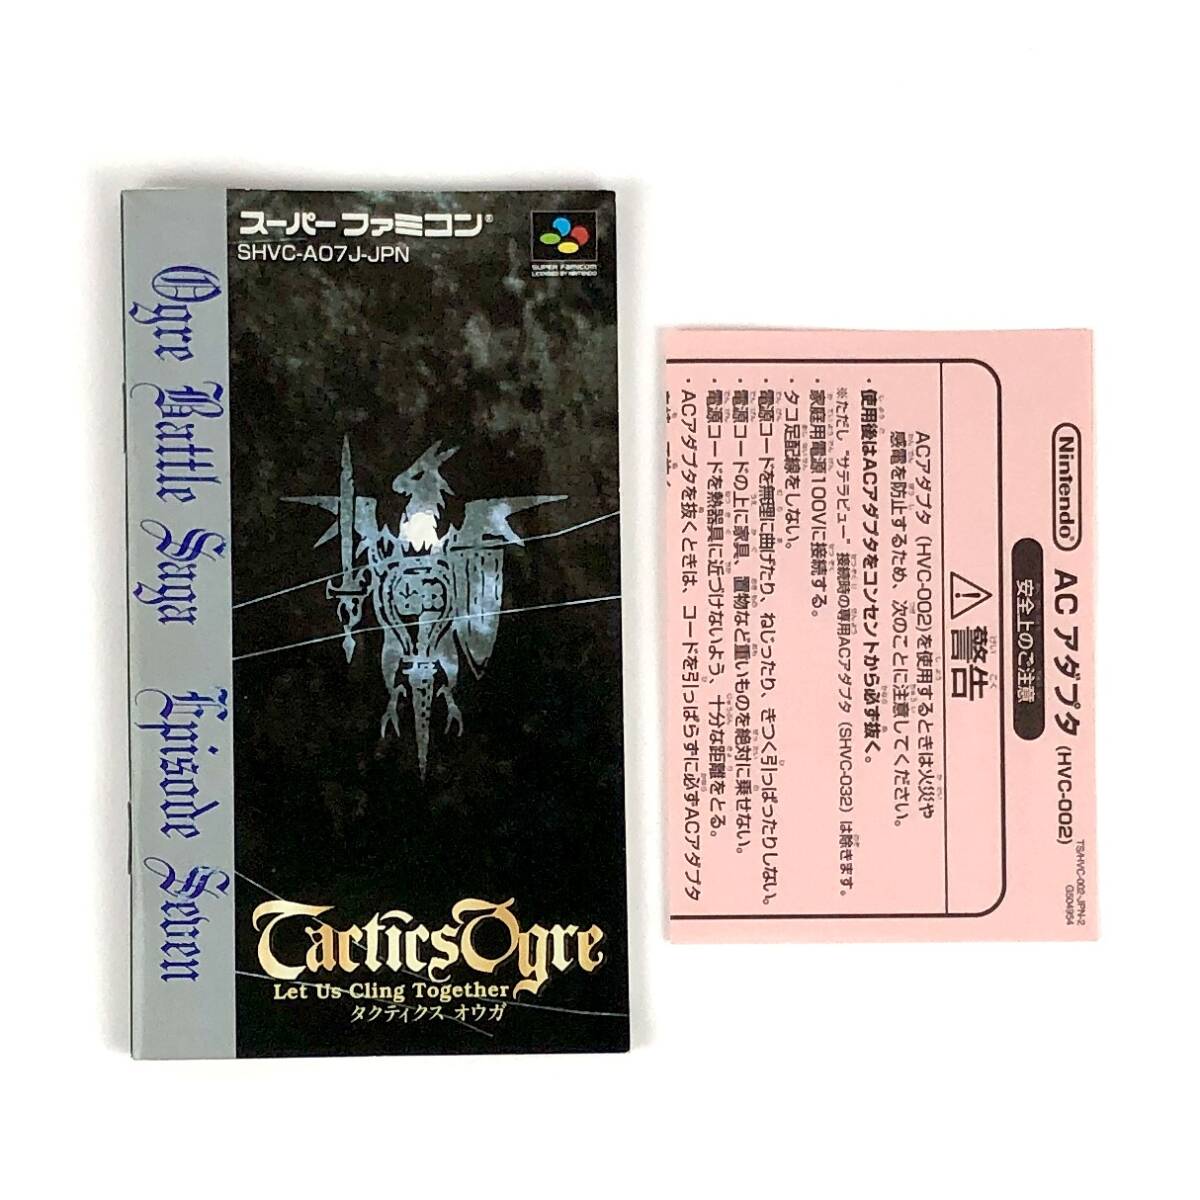 スーパーファミコン®
SHVC-A07J-JPN
SUPER FAMICOM
LICENSED BY NINTENDO
Ogre Battle Saga Episode Seven
Tactics Ogre
Let Us Cling Together
タクティクス オウガ
Nintendo®
AC アダプタ (HVC-002)
TS/HVC-002-JPN-2
G504954
安全上のご注意
警告
ACアダプタ (HVC-002) を使用するときは火災や
感電を防止するため、次のことに注意してください。
・使用後はACアダプタをコンセントから必ず抜く。
※ただし "サテラビュー" 接続時の専用ACアダプタ (SHVC-032) は除きます。
・家庭用電源100Vに接続する。
・タコ足配線をしない。
・電源コードを無理に曲げたり、ねじったり、きつく引っぱったりしない。
・電源コードの上に家具、置物など重いものを絶対に乗せない。
・電源コードを熱器具に近づけないよう、十分な距離をとる。
・ACアダプタを抜くときは、コードを引っぱらずに必ずACアダプタ